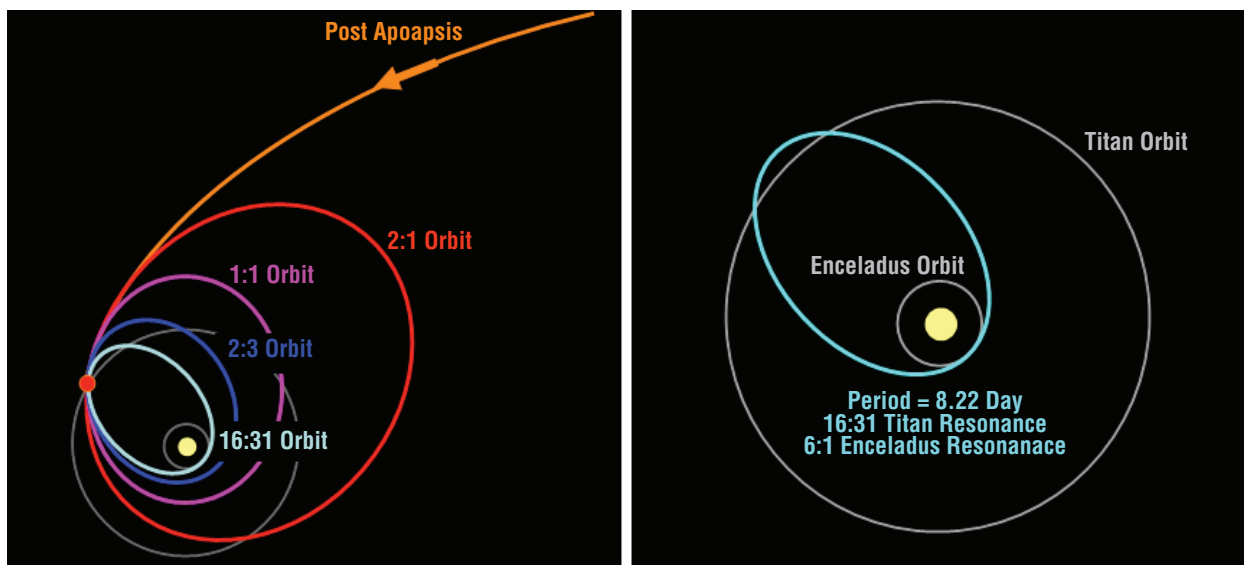 Post Apoapsis
2:1 Orbit
1:1 Orbit
2:3 Orbit
16:31 Orbit
Titan Orbit
Enceladus Orbit
Period = 8.22 Day
16:31 Titan Resonance
6:1 Enceladus Resonanace